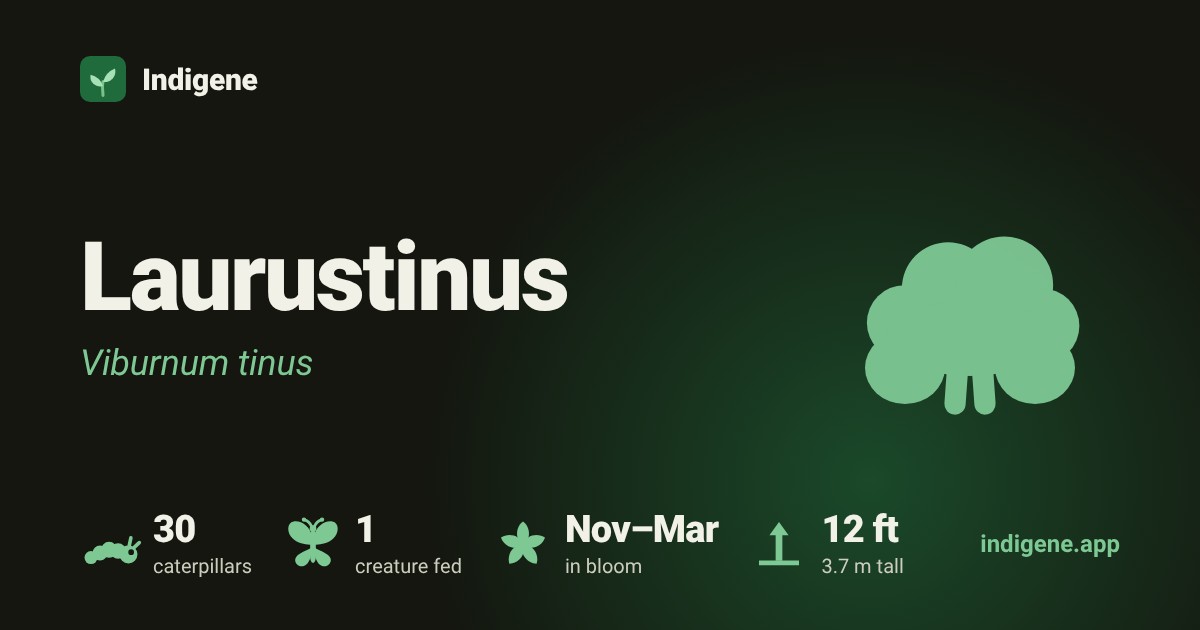 Indigene
Laurustinus
Viburnum tinus
30
caterpillars
1
creature fed
Nov–Mar
in bloom
12 ft
3.7 m tall
indigene.app